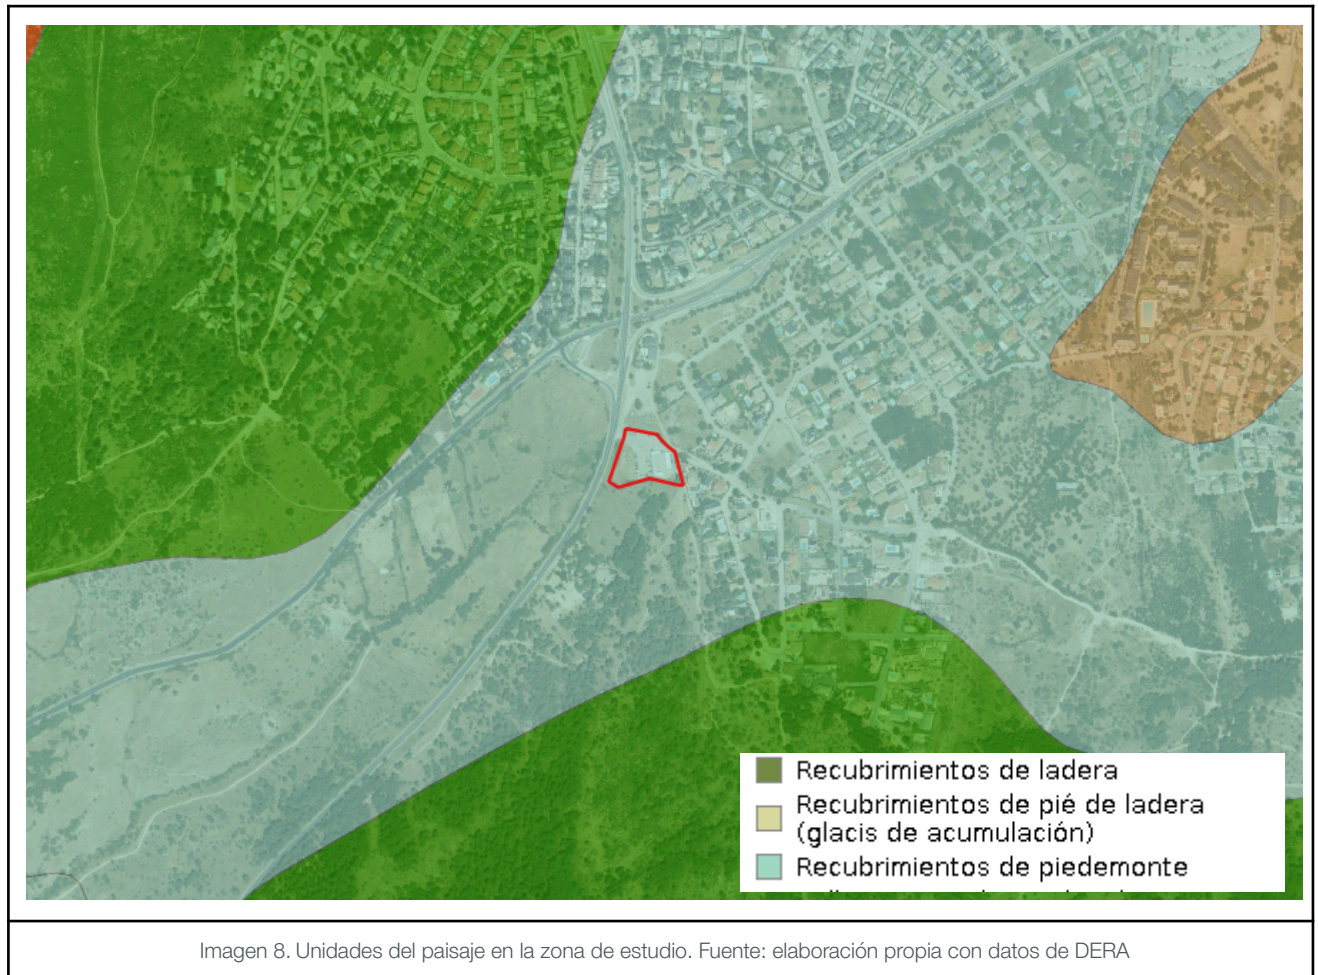 Recubrimientos de ladera
Recubrimientos de pié de ladera
(glacis de acumulación)
Recubrimientos de piedemonte
Imagen 8. Unidades del paisaje en la zona de estudio. Fuente: elaboración propia con datos de DERA